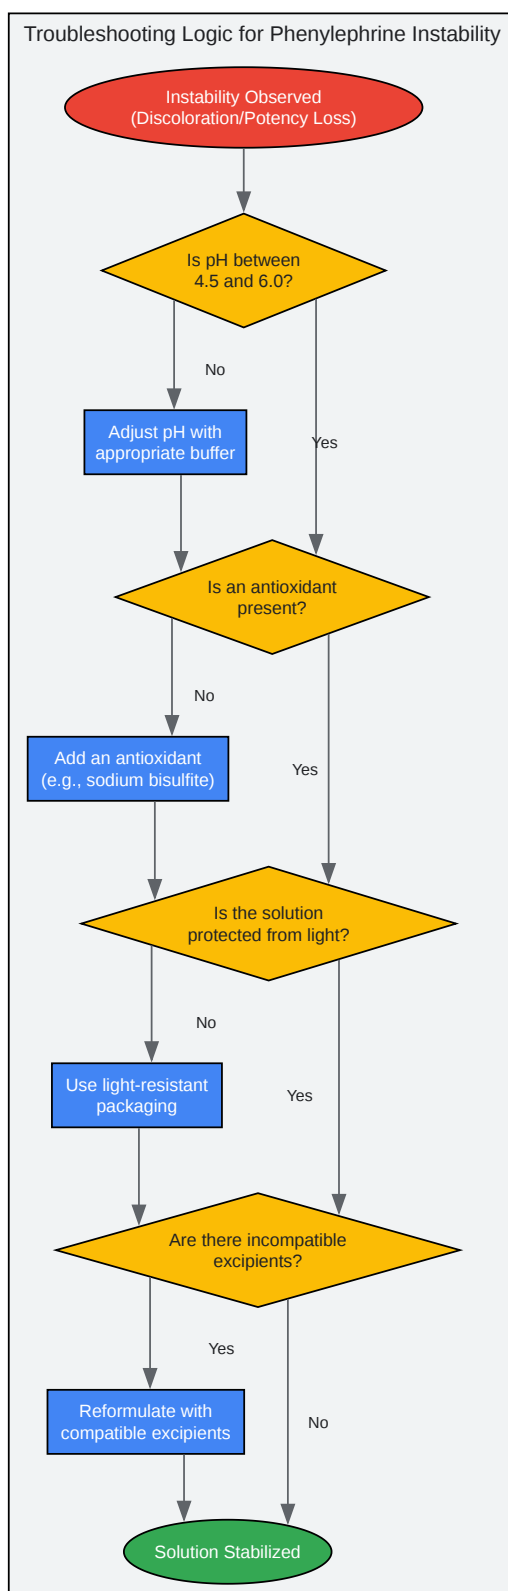 Troubleshooting Logic for Phenylephrine Instability
Instability Observed
(Discoloration/Potency Loss)
Is pH between
4.5 and 6.0?
No
Adjust pH with
appropriate buffer
Yes
Is an antioxidant
present?
No
Add an antioxidant
(e.g., sodium bisulfite)
Yes
Is the solution
protected from light?
No
Use light-resistant
packaging
Yes
Are there incompatible
excipients?
Yes
Reformulate with
compatible excipients
No
Solution Stabilized